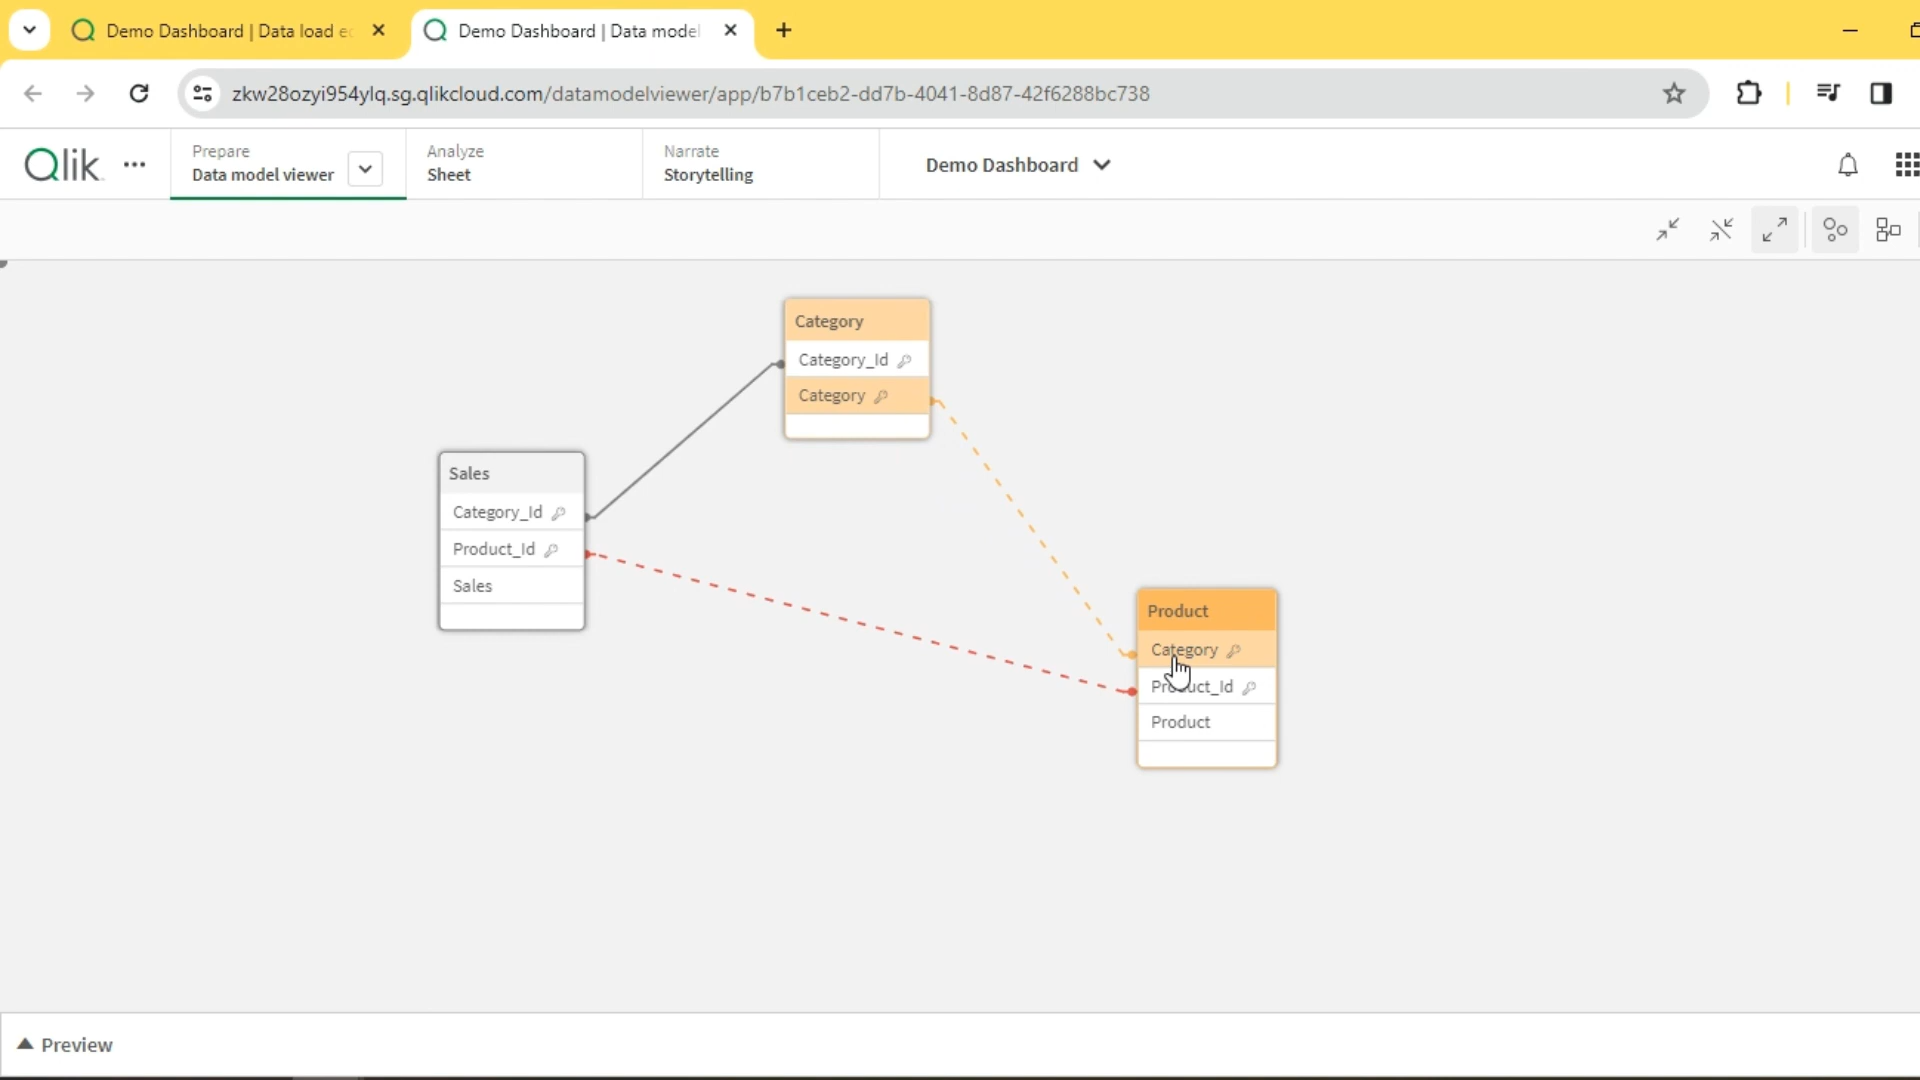 Demo Dashboard | Data load e
Demo Dashboard | Data model
zkw28ozyi954ylq.sg.qlikcloud.com/datamodelviewer/app/b7b1ceb2-dd7b-4041-8d87-42f6288bc738
Qlik
Prepare
Data model viewer
Analyze
Sheet
Narrate
Storytelling
Demo Dashboard
Category
Category_Id
Category
Sales
Category_Id
Product_Id
Sales
Product
Category
Product_Id
Product
Preview